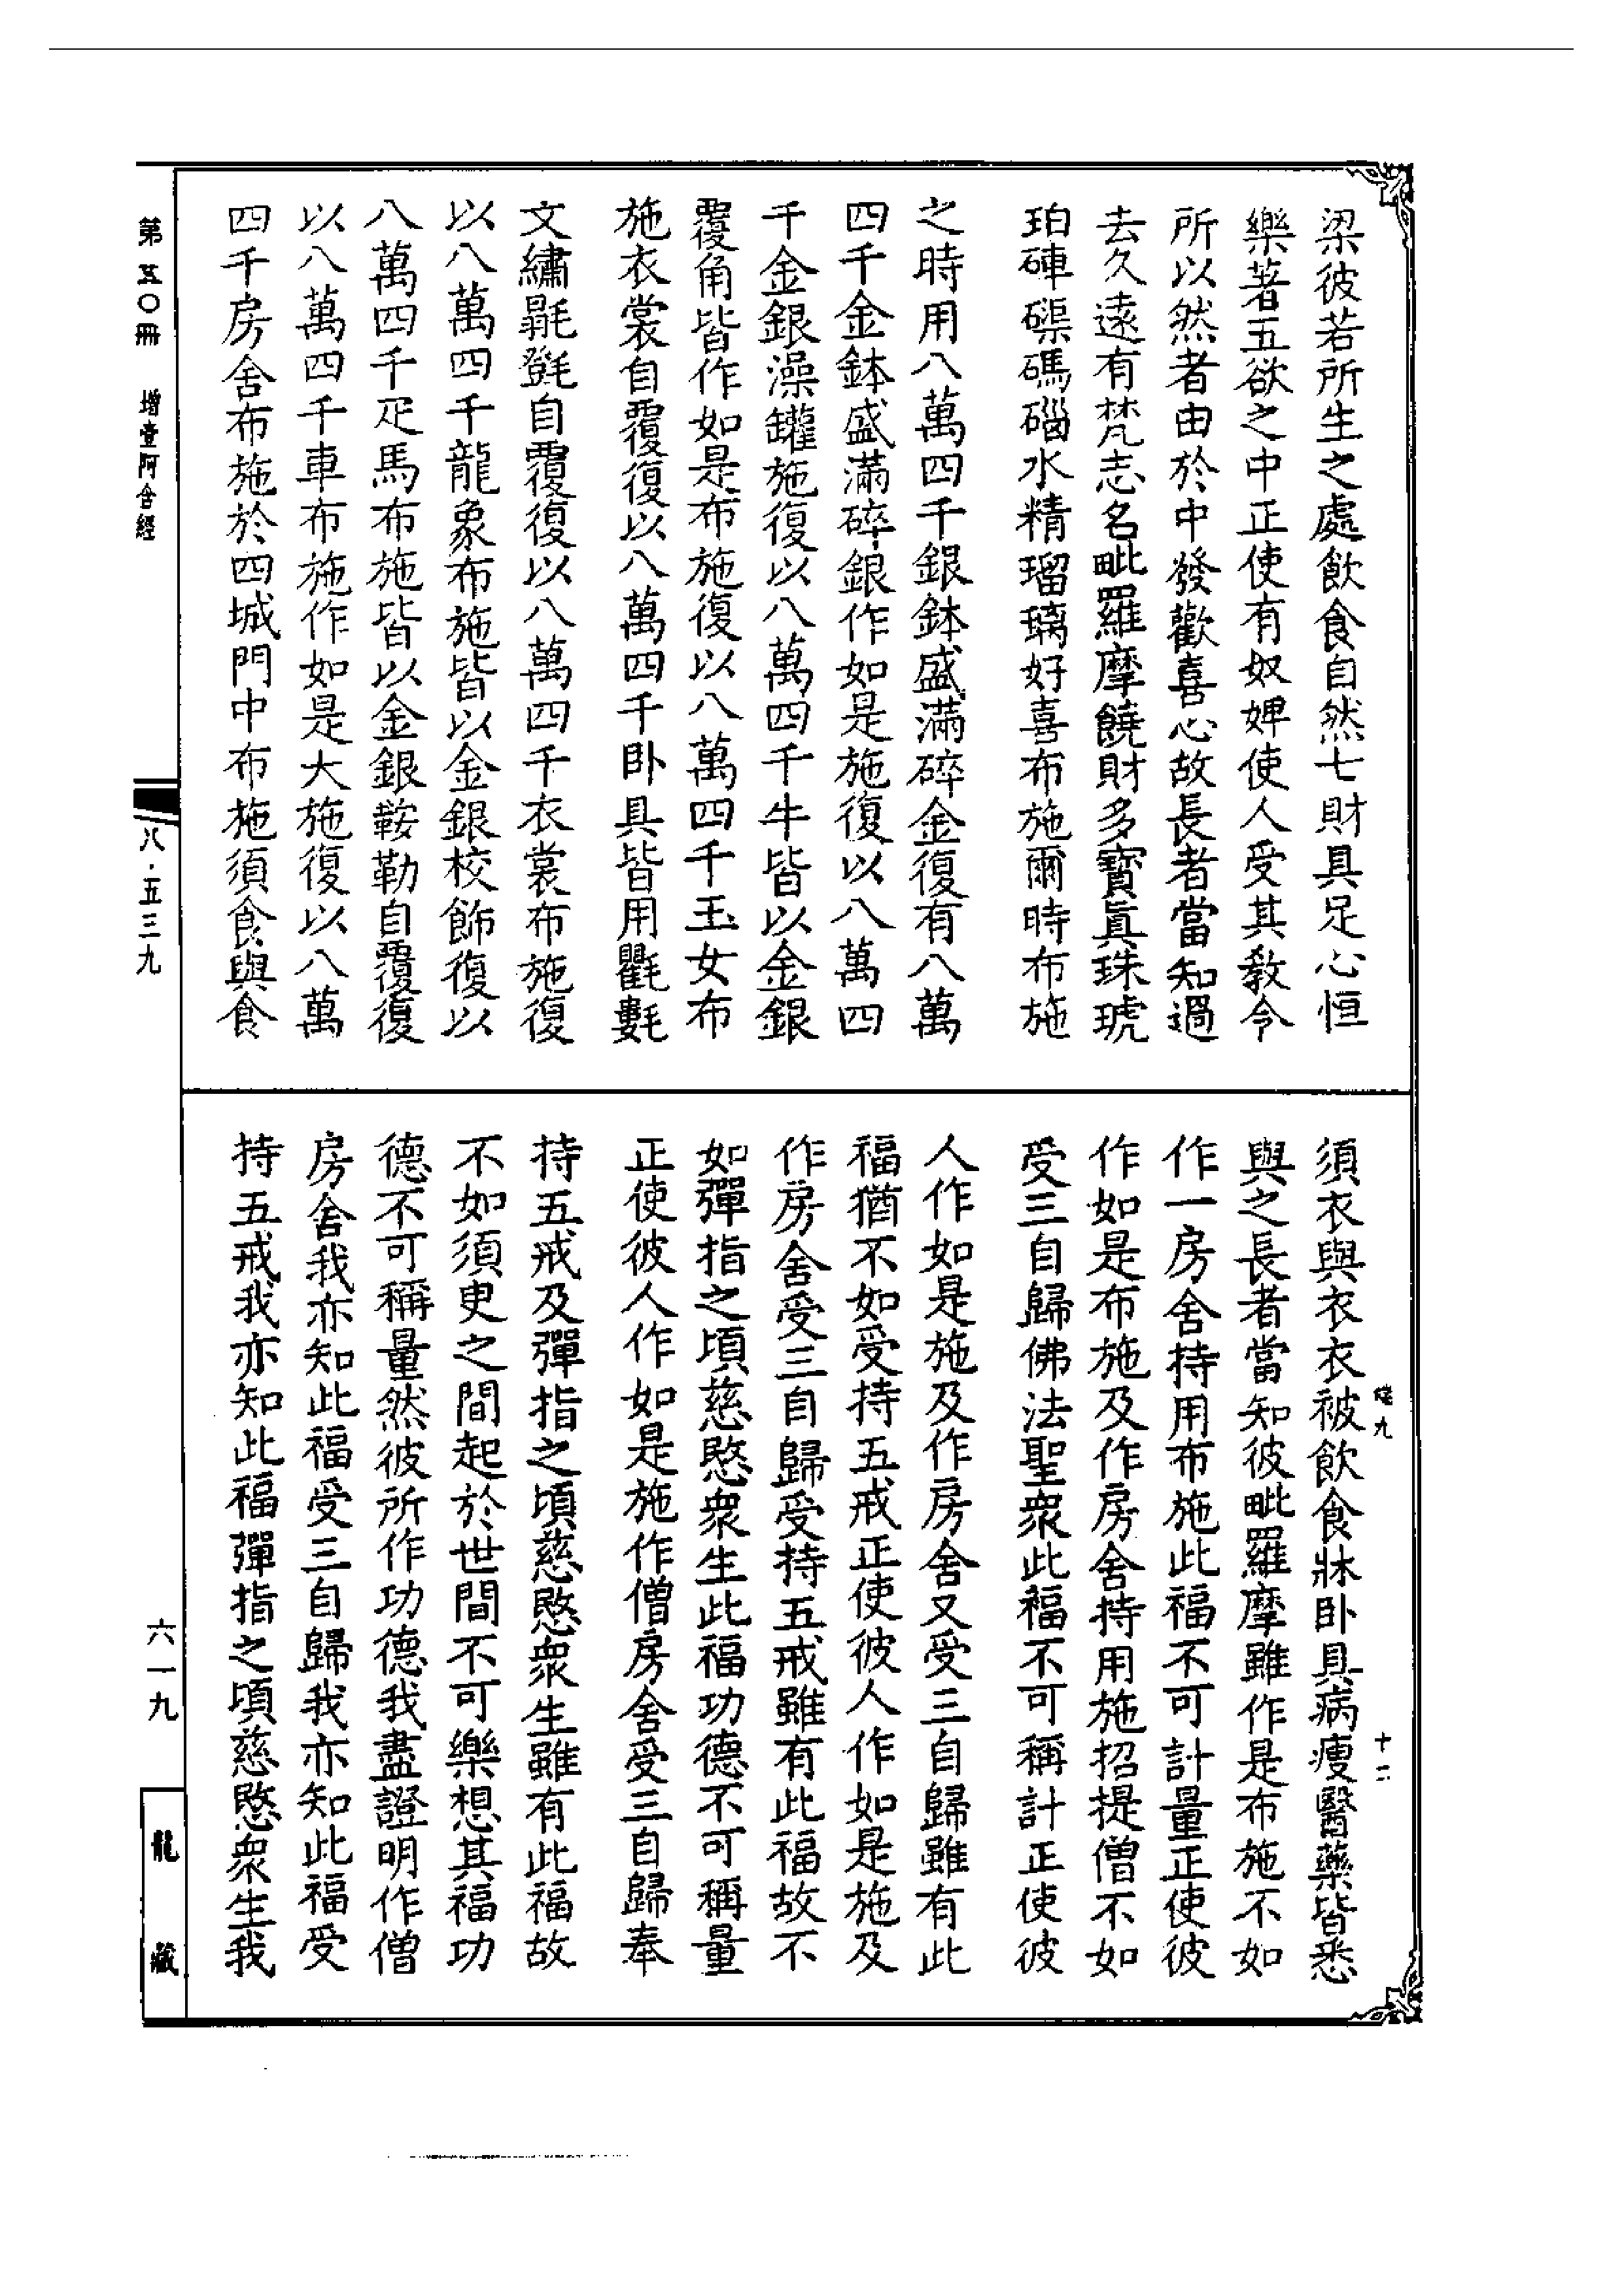 梁彼若所生之處飲食自然七財具足心恒
樂著五欲之中正使有奴婢使人受其教令
所以然者由於中發歡喜心故長者當知過
去久遠有梵志名毗羅摩饒財多寶真珠琥
珀硨磲碼碯水精瑠璃好喜布施爾時布施
之時用八萬四千銀鉢盛滿碎金復有八萬
四千金鉢盛滿碎銀作如是施復以八萬四
千金銀澡罐施復以八萬四千牛皆以金銀
覆角皆作如是布施復以八萬四千玉女布
施衣裳自覆復以八萬四千臥具皆用氍𣯜
文繡毾㲪自覆復以八萬四千衣裳布施復
以八萬四千龍象布施皆以金銀校飾復以
八萬四千疋馬布施皆以金銀鞍勒自覆復
以八萬四千車布施作如是大施復以八萬
四千房舍布施於四城門中布施須食與食
須衣與衣衣被飲食牀臥具病瘦醫藥皆悉
與之長者當知彼毗羅摩雖作是布施不如
作一房舍持用布施此福不可計量正使彼
作如是布施及作房舍持用施招提僧不如
受三自歸佛法聖衆此福不可稱計正使彼
人作如是施及作房舍又受三自歸雖有此
福猶不如受持五戒正使彼人作如是施及
作房舍受三自歸受持五戒雖有此福故不
如彈指之頃慈愍衆生此福功德不可稱量
正使彼人作如是施作僧房舍受三自歸奉
持五戒及彈指之頃慈愍衆生雖有此福故
不如須臾之間起於世間不可樂想其福功
德不可稱量然彼所作功德我盡證明作僧
房舍我亦知此福受三自歸我亦知此福受
持五戒我亦知此福彈指之頃慈愍衆生我
九
十二
第五〇冊 增壹阿含經
八·五三九
六一九
龍藏